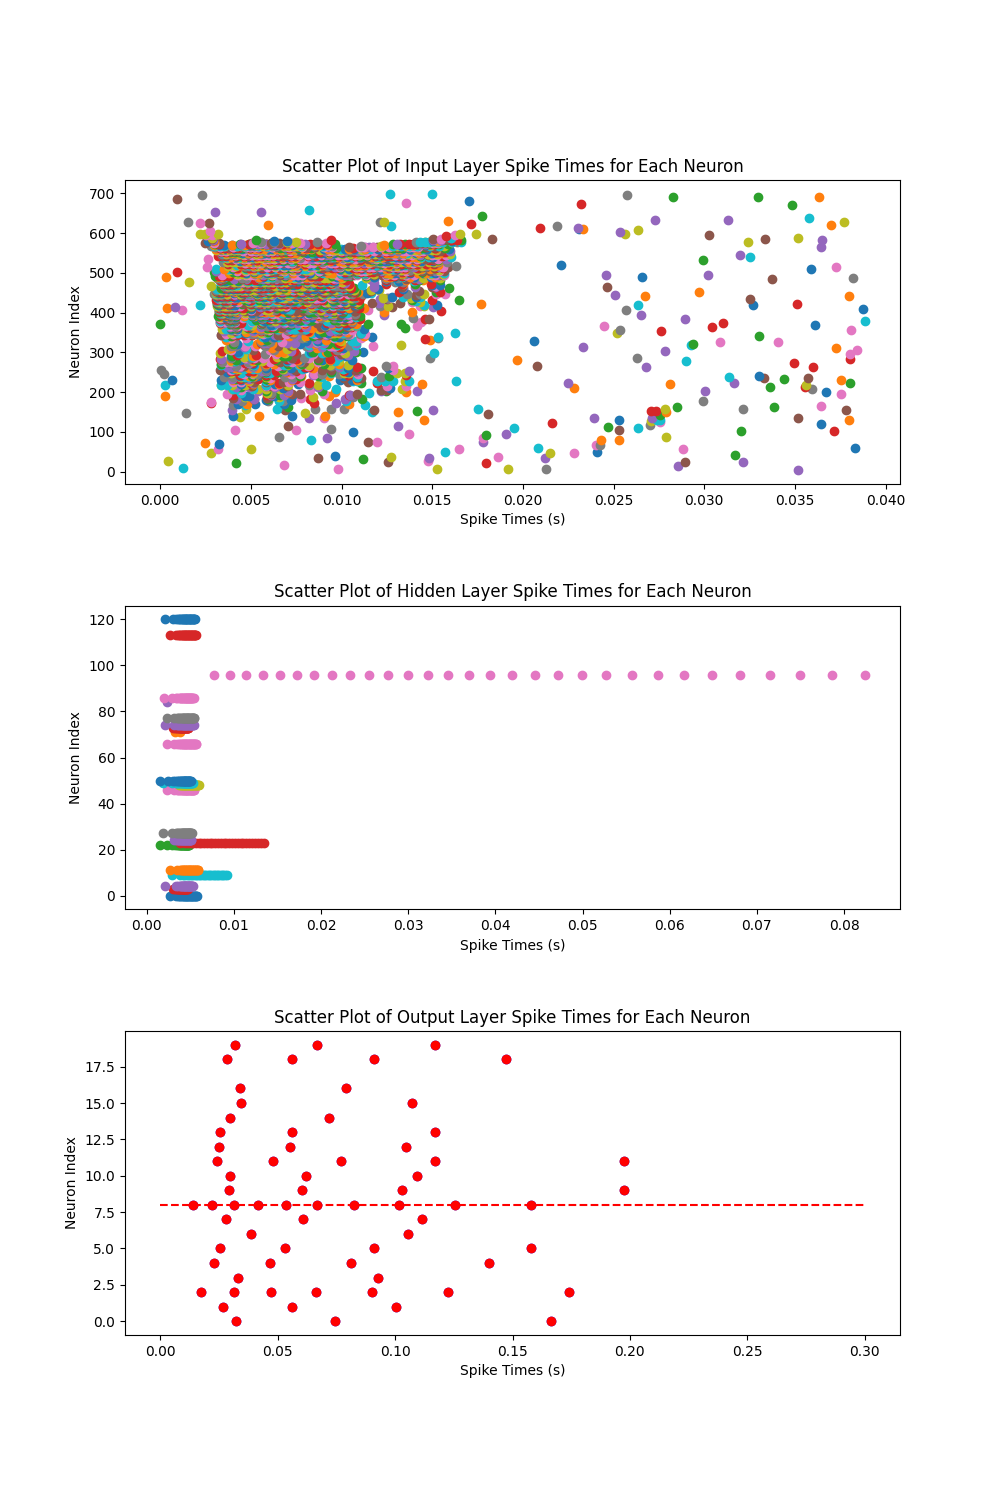 Scatter Plot of Input Layer Spike Times for Each Neuron
700
600
500
400
300
200
100
0
Neuron Index
0.000 0.005 0.010 0.015 0.020 0.025 0.030 0.035 0.040
Spike Times (s)
Scatter Plot of Hidden Layer Spike Times for Each Neuron
120
100
80
60
40
20
0
Neuron Index
0.00 0.01 0.02 0.03 0.04 0.05 0.06 0.07 0.08
Spike Times (s)
Scatter Plot of Output Layer Spike Times for Each Neuron
17.5
15.0
12.5
10.0
7.5
5.0
2.5
0.0
Neuron Index
0.00 0.05 0.10 0.15 0.20 0.25 0.30
Spike Times (s)